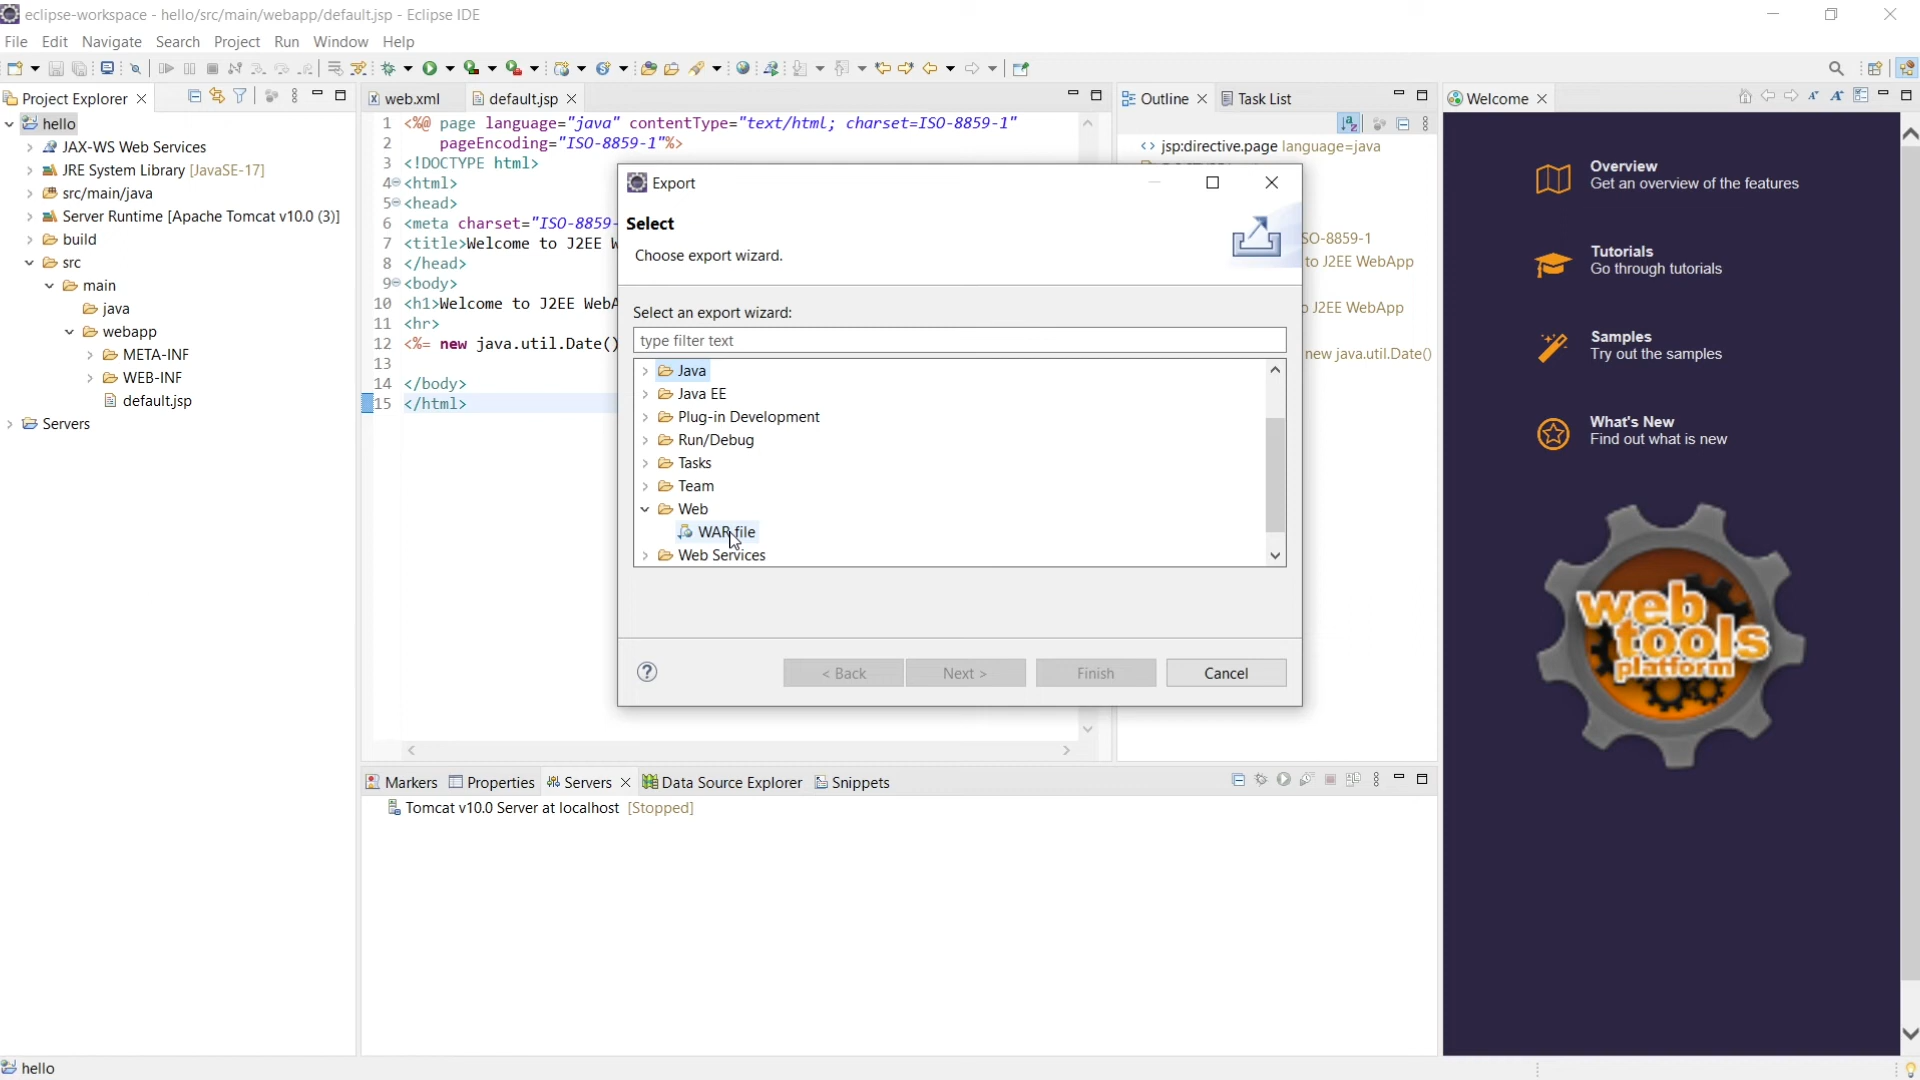 eclipse-workspace - hello/src/main/webapp/default.jsp - Eclipse IDE
File Edit Navigate Search Project Run Window Help
Project Explorer
hello
JAX-WS Web Services
JRE System Library [JavaSE-17]
src/main/java
Server Runtime [Apache Tomcat v10.0 (3)]
build
src
main
java
webapp
META-INF
WEB-INF
default.jsp
Servers
web.xml default.jsp
1 <%@ page language="java" contentType="text/html; charset=ISO-8859-1"
2 pageEncoding="ISO-8859-1"%>
3 <!DOCTYPE html>
4 <html>
5 <head>
6 <meta charset="ISO-8859-
7 <title>Welcome to J2EE W
8 </head>
9 <body>
10 <h1>Welcome to J2EE WebA
11 <hr>
12 <%= new java.util.Date()
13
14 </body>
15 </html>
Export
Select
Choose export wizard.
Select an export wizard:
type filter text
Java
Java EE
Plug-in Development
Run/Debug
Tasks
Team
Web
WAR file
Web Services
? < Back Next > Finish Cancel
Outline Task List
jsp:directive.page language=java
SO-8859-1
to J2EE WebApp
o J2EE WebApp
new java.util.Date()
Welcome
Overview
Get an overview of the features
Tutorials
Go through tutorials
Samples
Try out the samples
What's New
Find out what is new
web
tools
platform
Markers Properties Servers Data Source Explorer Snippets
Tomcat v10.0 Server at localhost [Stopped]
hello